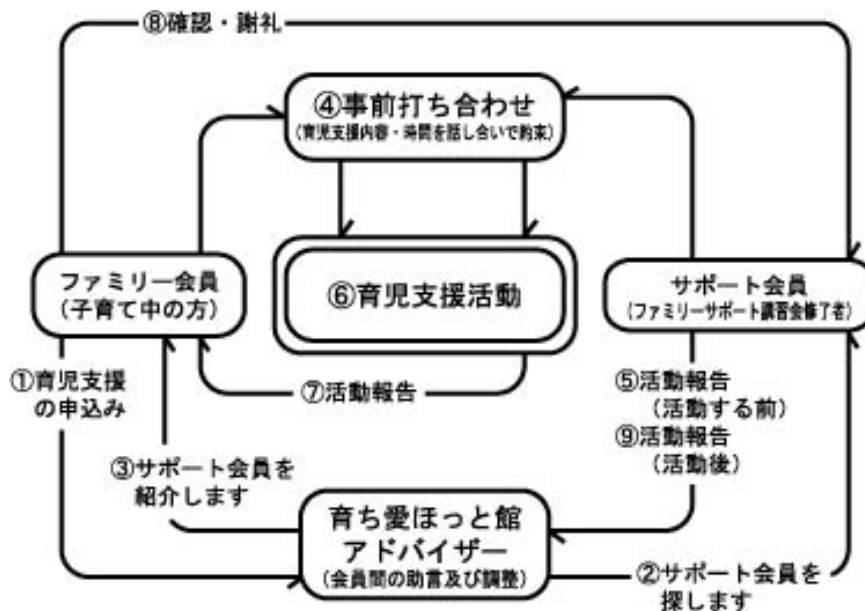 ⑧確認・謝礼
④事前打ち合わせ
(育児支援内容・時間を話し合いで約束)
ファミリー会員
(子育て中の方)
⑥育児支援活動
サポート会員
(ファミリーサポート講習会修了者)
①育児支援
の申込み
⑦活動報告
⑤活動報告
(活動する前)
⑨活動報告
(活動後)
③サポート会員を
紹介します
育ち愛ほっと館
アドバイザー
(会員間の助言及び調整)
②サポート会員を
探します